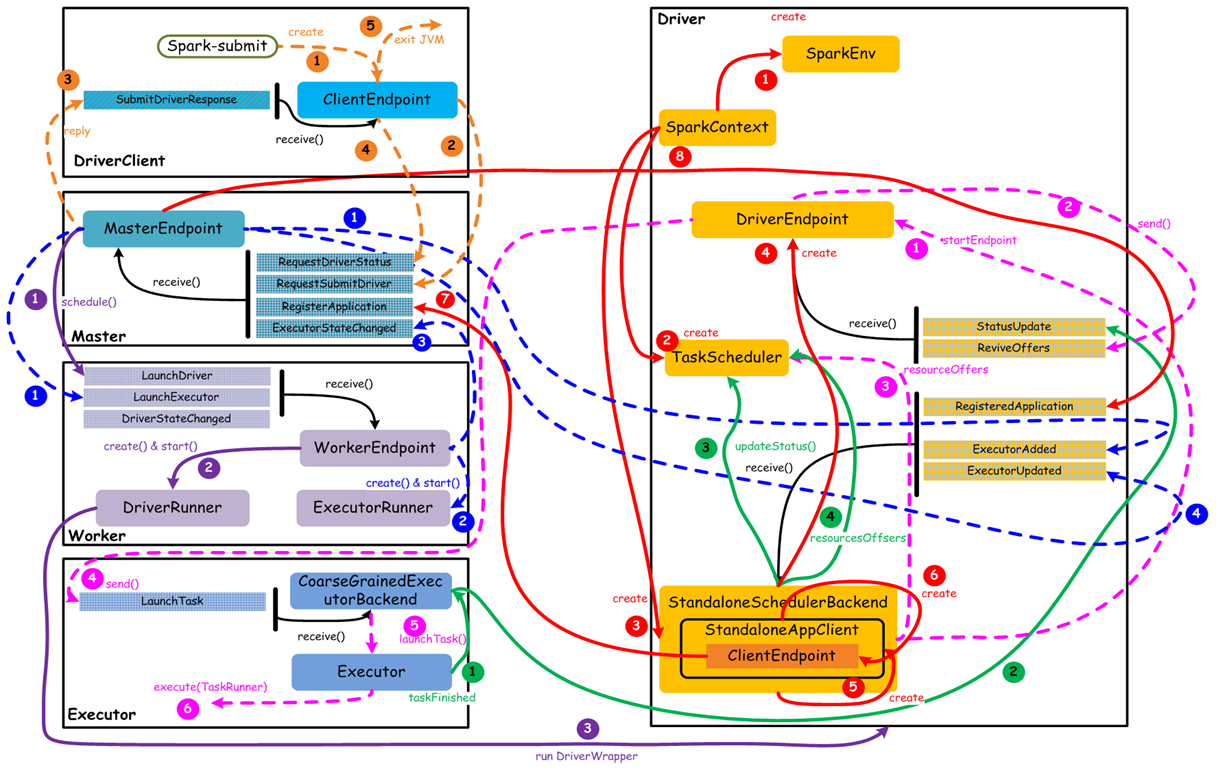 5
create
Spark-submit
exit JVM
1
3
SubmitDriverResponse
ClientEndpoint
reply
receive()
4
2
DriverClient
1
MasterEndpoint
RequestDriverStatus
receive()
RequestSubmitDriver
1
schedule()
RegisterApplication
7
ExecutorStateChanged
Master
3
LaunchDriver
1
LaunchExecutor
receive()
DriverStateChanged
create() & start()
WorkerEndpoint
2
create() & start()
DriverRunner
ExecutorRunner
2
Worker
4
send()
CoarseGrainedExec
utorBackend
LaunchTask
receive()
5
launchTask()
Executor
1
execute(TaskRunner)
taskFinished
6
Executor
3
run DriverWrapper
Driver
create
SparkEnv
1
SparkContext
8
2
DriverEndpoint
send()
4
create
1
startEndpoint
receive()
StatusUpdate
ReviveOffers
2
create
TaskScheduler
resourceOffers
3
RegisteredApplication
3
updateStatus()
receive()
ExecutorAdded
ExecutorUpdated
4
4
resourcesOffsers
6
create
create
StandaloneSchedulerBackend
3
StandaloneAppClient
ClientEndpoint
2
5
create